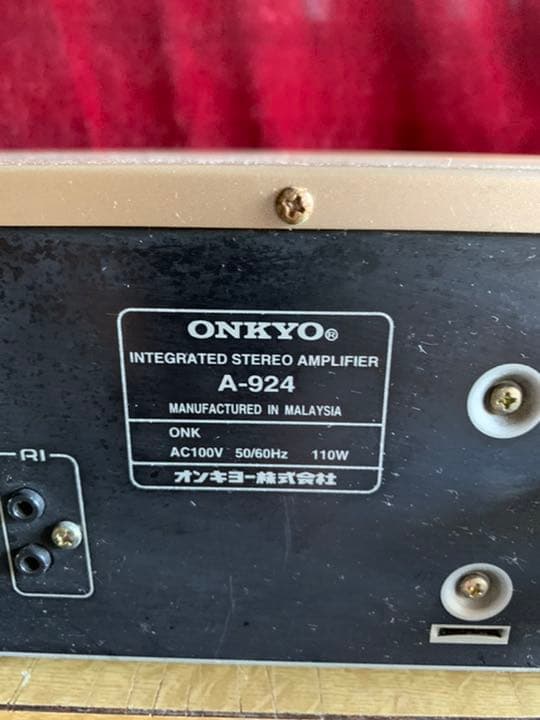 ONKYO®
INTEGRATED STEREO AMPLIFIER
A-924
MANUFACTURED IN MALAYSIA
ONK
AC100V 50/60Hz 110W
オンキヨー株式会社
RI